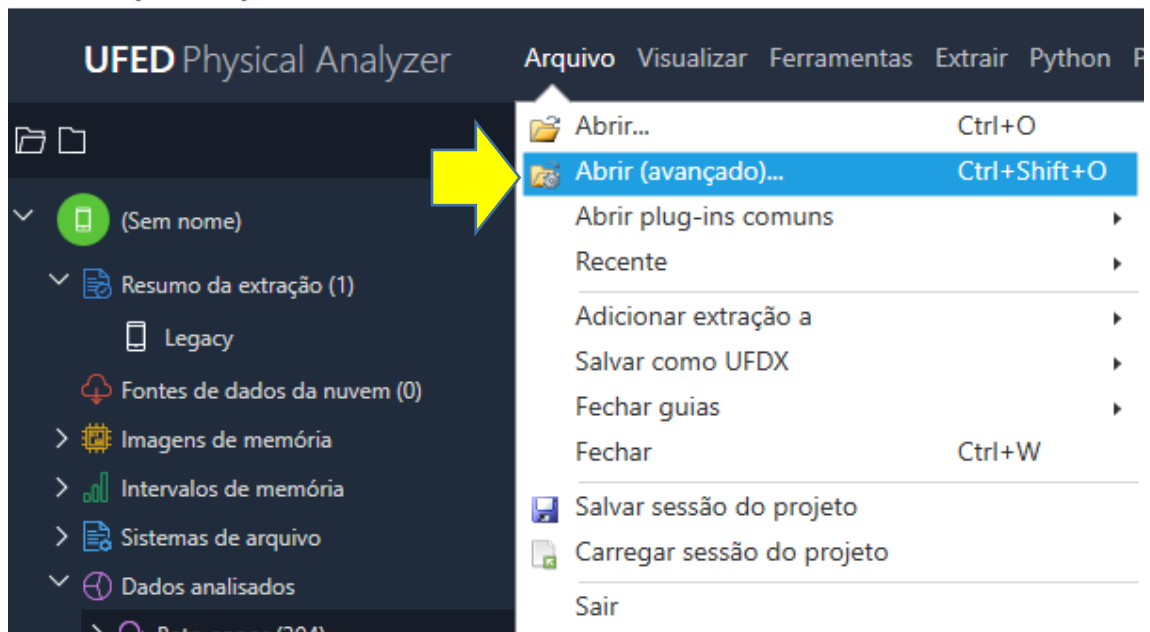 UFED Physical Analyzer
Arquivo Visualizar Ferramentas Extrair Python
Abrir... Ctrl+O
Abrir (avançado)... Ctrl+Shift+O
Abrir plug-ins comuns
Recente
Adicionar extração a
Salvar como UFDX
Fechar guias
Fechar Ctrl+W
Salvar sessão do projeto
Carregar sessão do projeto
Sair
(Sem nome)
Resumo da extração (1)
Legacy
Fontes de dados da nuvem (0)
Imagens de memória
Intervalos de memória
Sistemas de arquivo
Dados analisados